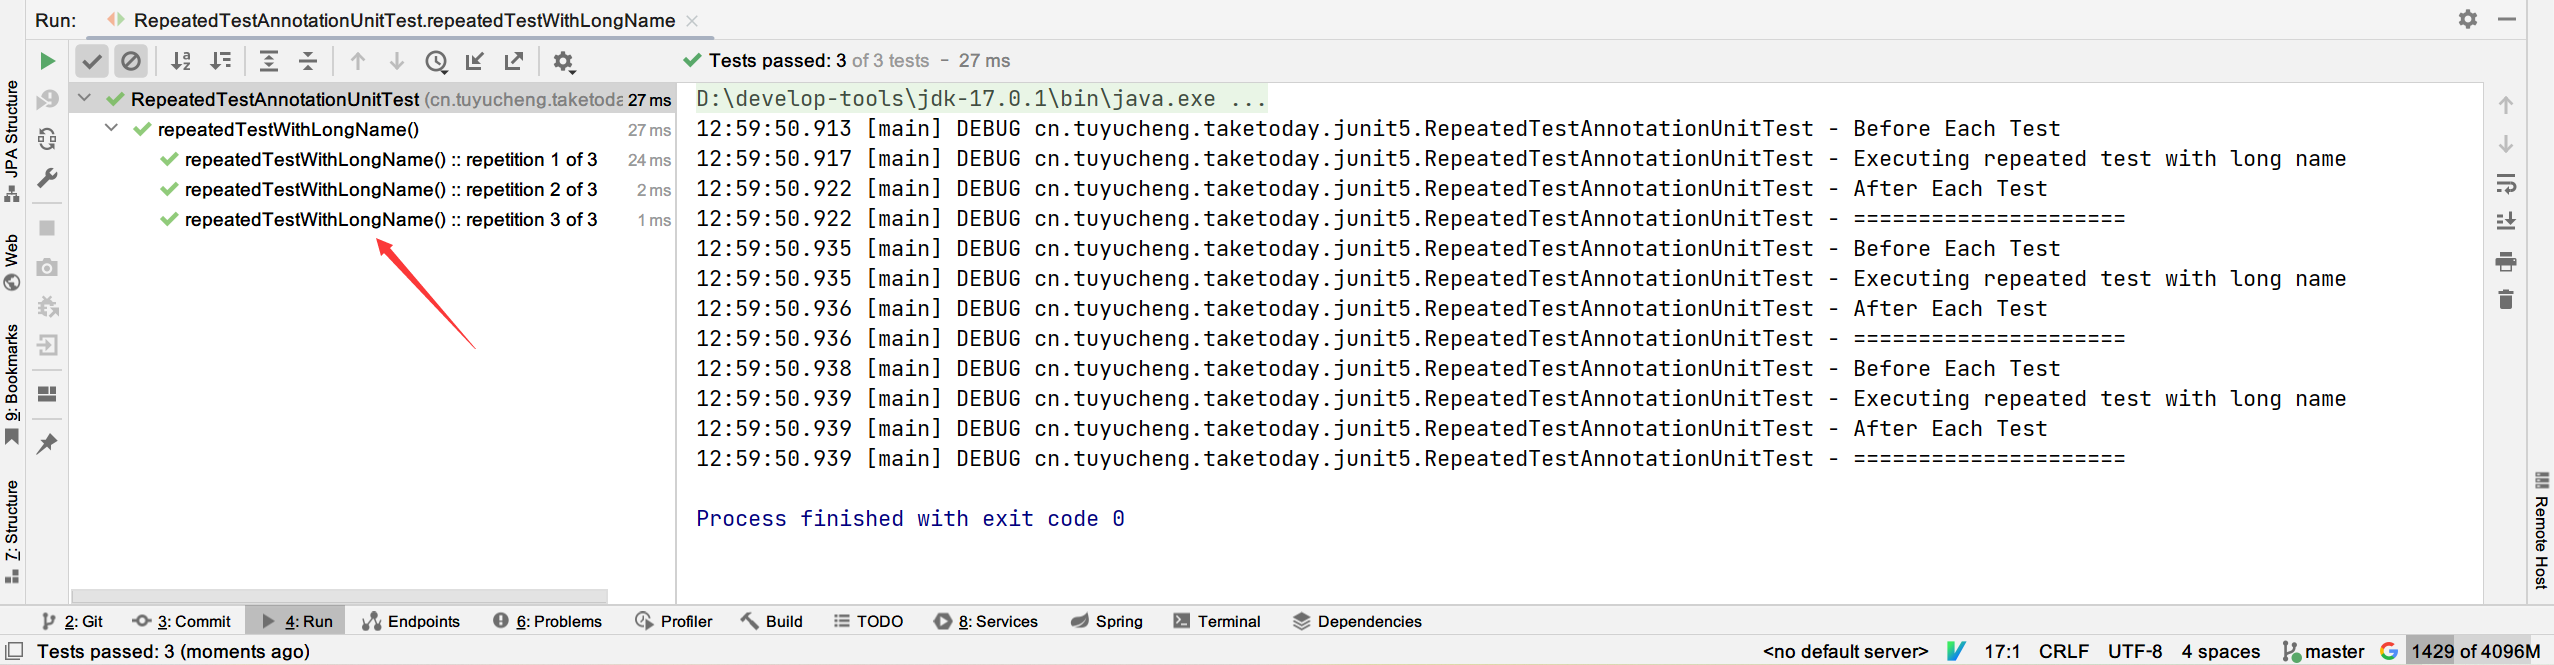 Run: RepeatedTestAnnotationUnitTest.repeatedTestWithLongName
Tests passed: 3 of 3 tests – 27 ms
RepeatedTestAnnotationUnitTest (cn.tuyucheng.taketoda 27 ms
repeatedTestWithLongName() 27 ms
repeatedTestWithLongName() :: repetition 1 of 3 24 ms
repeatedTestWithLongName() :: repetition 2 of 3 2 ms
repeatedTestWithLongName() :: repetition 3 of 3 1 ms
D:\develop-tools\jdk-17.0.1\bin\java.exe ...
12:59:50.913 [main] DEBUG cn.tuyucheng.taketoday.junit5.RepeatedTestAnnotationUnitTest - Before Each Test
12:59:50.917 [main] DEBUG cn.tuyucheng.taketoday.junit5.RepeatedTestAnnotationUnitTest - Executing repeated test with long name
12:59:50.922 [main] DEBUG cn.tuyucheng.taketoday.junit5.RepeatedTestAnnotationUnitTest - After Each Test
12:59:50.922 [main] DEBUG cn.tuyucheng.taketoday.junit5.RepeatedTestAnnotationUnitTest - =====================
12:59:50.935 [main] DEBUG cn.tuyucheng.taketoday.junit5.RepeatedTestAnnotationUnitTest - Before Each Test
12:59:50.935 [main] DEBUG cn.tuyucheng.taketoday.junit5.RepeatedTestAnnotationUnitTest - Executing repeated test with long name
12:59:50.936 [main] DEBUG cn.tuyucheng.taketoday.junit5.RepeatedTestAnnotationUnitTest - After Each Test
12:59:50.936 [main] DEBUG cn.tuyucheng.taketoday.junit5.RepeatedTestAnnotationUnitTest - =====================
12:59:50.938 [main] DEBUG cn.tuyucheng.taketoday.junit5.RepeatedTestAnnotationUnitTest - Before Each Test
12:59:50.939 [main] DEBUG cn.tuyucheng.taketoday.junit5.RepeatedTestAnnotationUnitTest - Executing repeated test with long name
12:59:50.939 [main] DEBUG cn.tuyucheng.taketoday.junit5.RepeatedTestAnnotationUnitTest - After Each Test
12:59:50.939 [main] DEBUG cn.tuyucheng.taketoday.junit5.RepeatedTestAnnotationUnitTest - =====================
Process finished with exit code 0
JPA Structure
Web
9: Bookmarks
7: Structure
Remote Host
2: Git 3: Commit 4: Run Endpoints 6: Problems Profiler Build TODO 8: Services Spring Terminal Dependencies
Tests passed: 3 (moments ago) <no default server> 17:1 CRLF UTF-8 4 spaces master 1429 of 4096M